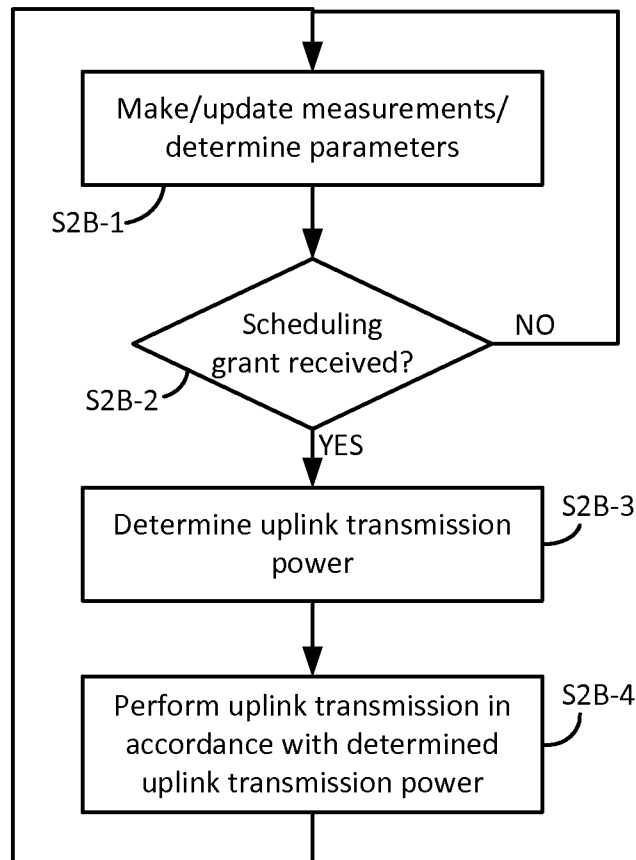 Make/update measurements/
determine parameters
S2B-1
Scheduling
grant received?
NO
S2B-2
YES
Determine uplink transmission
power
S2B-3
Perform uplink transmission in
accordance with determined
uplink transmission power
S2B-4